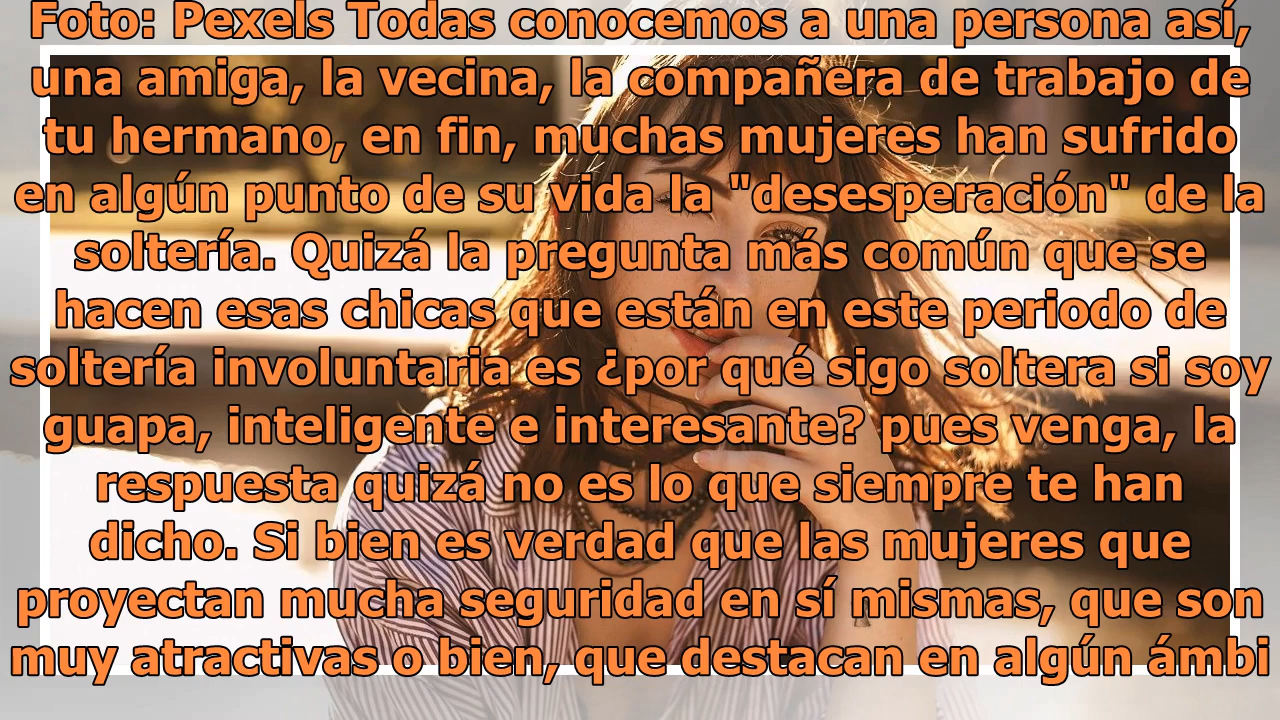 Foto: Pexels Todas conocemos a una persona así,
una amiga, la vecina, la compañera de trabajo de
tu hermano, en fin, muchas mujeres han sufrido
en algún punto de su vida la "desesperación" de la
soltería. Quizá la pregunta más común que se
hacen esas chicas que están en este periodo de
soltería involuntaria es ¿por qué sigo soltera si soy
guapa, inteligente e interesante? pues venga, la
respuesta quizá no es lo que siempre te han
dicho. Si bien es verdad que las mujeres que
proyectan mucha seguridad en sí mismas, que son
muy atractivas o bien, que destacan en algún ámbi